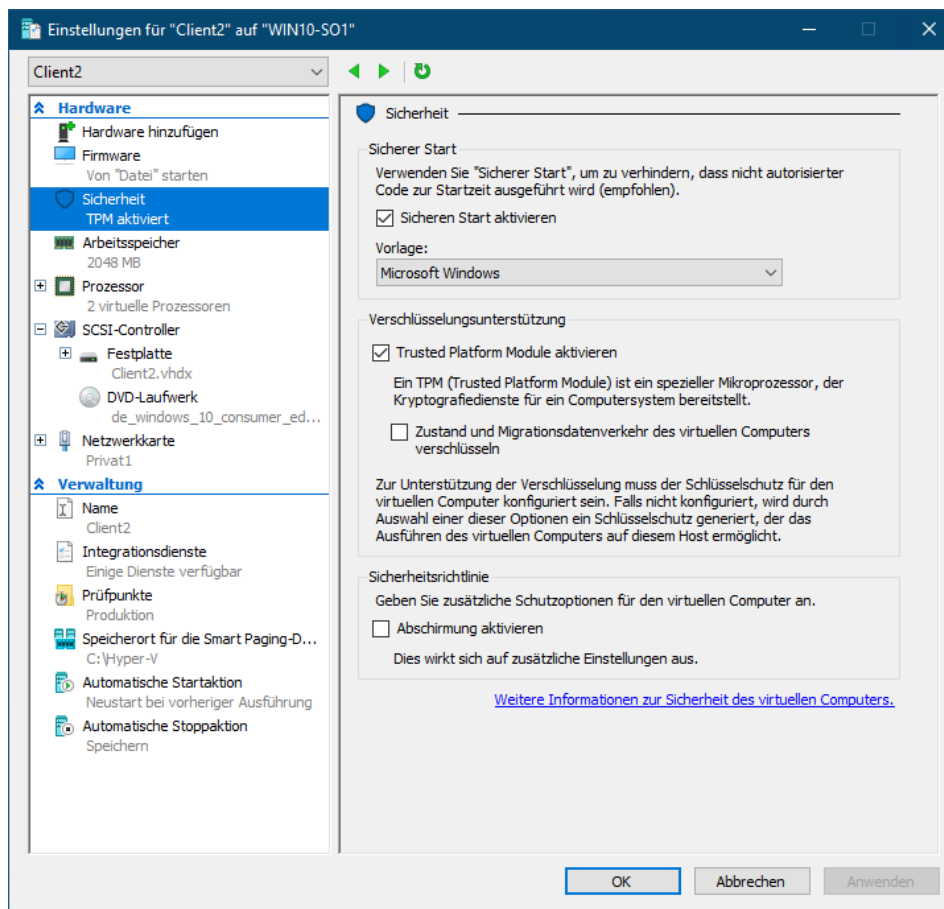 Einstellungen für "Client2" auf "WIN10-SO1"
Client2
Hardware
Hardware hinzufügen
Firmware
Von "Datei" starten
Sicherheit
TPM aktiviert
Arbeitsspeicher
2048 MB
Prozessor
2 virtuelle Prozessoren
SCSI-Controller
Festplatte
Client2.vhdx
DVD-Laufwerk
de_windows_10_consumer_ed...
Netzwerkkarte
Privat1
Verwaltung
Name
Client2
Integrationsdienste
Einige Dienste verfügbar
Prüfpunkte
Produktion
Speicherort für die Smart Paging-D...
C:\Hyper-V
Automatische Startaktion
Neustart bei vorheriger Ausführung
Automatische Stoppaktion
Speichern
Sicherheit
Sicherer Start
Verwenden Sie "Sicherer Start", um zu verhindern, dass nicht autorisierter
Code zur Startzeit ausgeführt wird (empfohlen).
Sicheren Start aktivieren
Vorlage:
Microsoft Windows
Verschlüsselungsunterstützung
Trusted Platform Module aktivieren
Ein TPM (Trusted Platform Module) ist ein spezieller Mikroprozessor, der
Kryptografiedienste für ein Computersystem bereitstellt.
Zustand und Migrationsdatenverkehr des virtuellen Computers
verschlüsseln
Zur Unterstützung der Verschlüsselung muss der Schlüsselschutz für den
virtuellen Computer konfiguriert sein. Falls nicht konfiguriert, wird durch
Auswahl einer dieser Optionen ein Schlüsselschutz generiert, der das
Ausführen des virtuellen Computers auf diesem Host ermöglicht.
Sicherheitsrichtlinie
Geben Sie zusätzliche Schutzoptionen für den virtuellen Computer an.
Abschirmung aktivieren
Dies wirkt sich auf zusätzliche Einstellungen aus.
Weitere Informationen zur Sicherheit des virtuellen Computers.
OK
Abbrechen
Anwenden